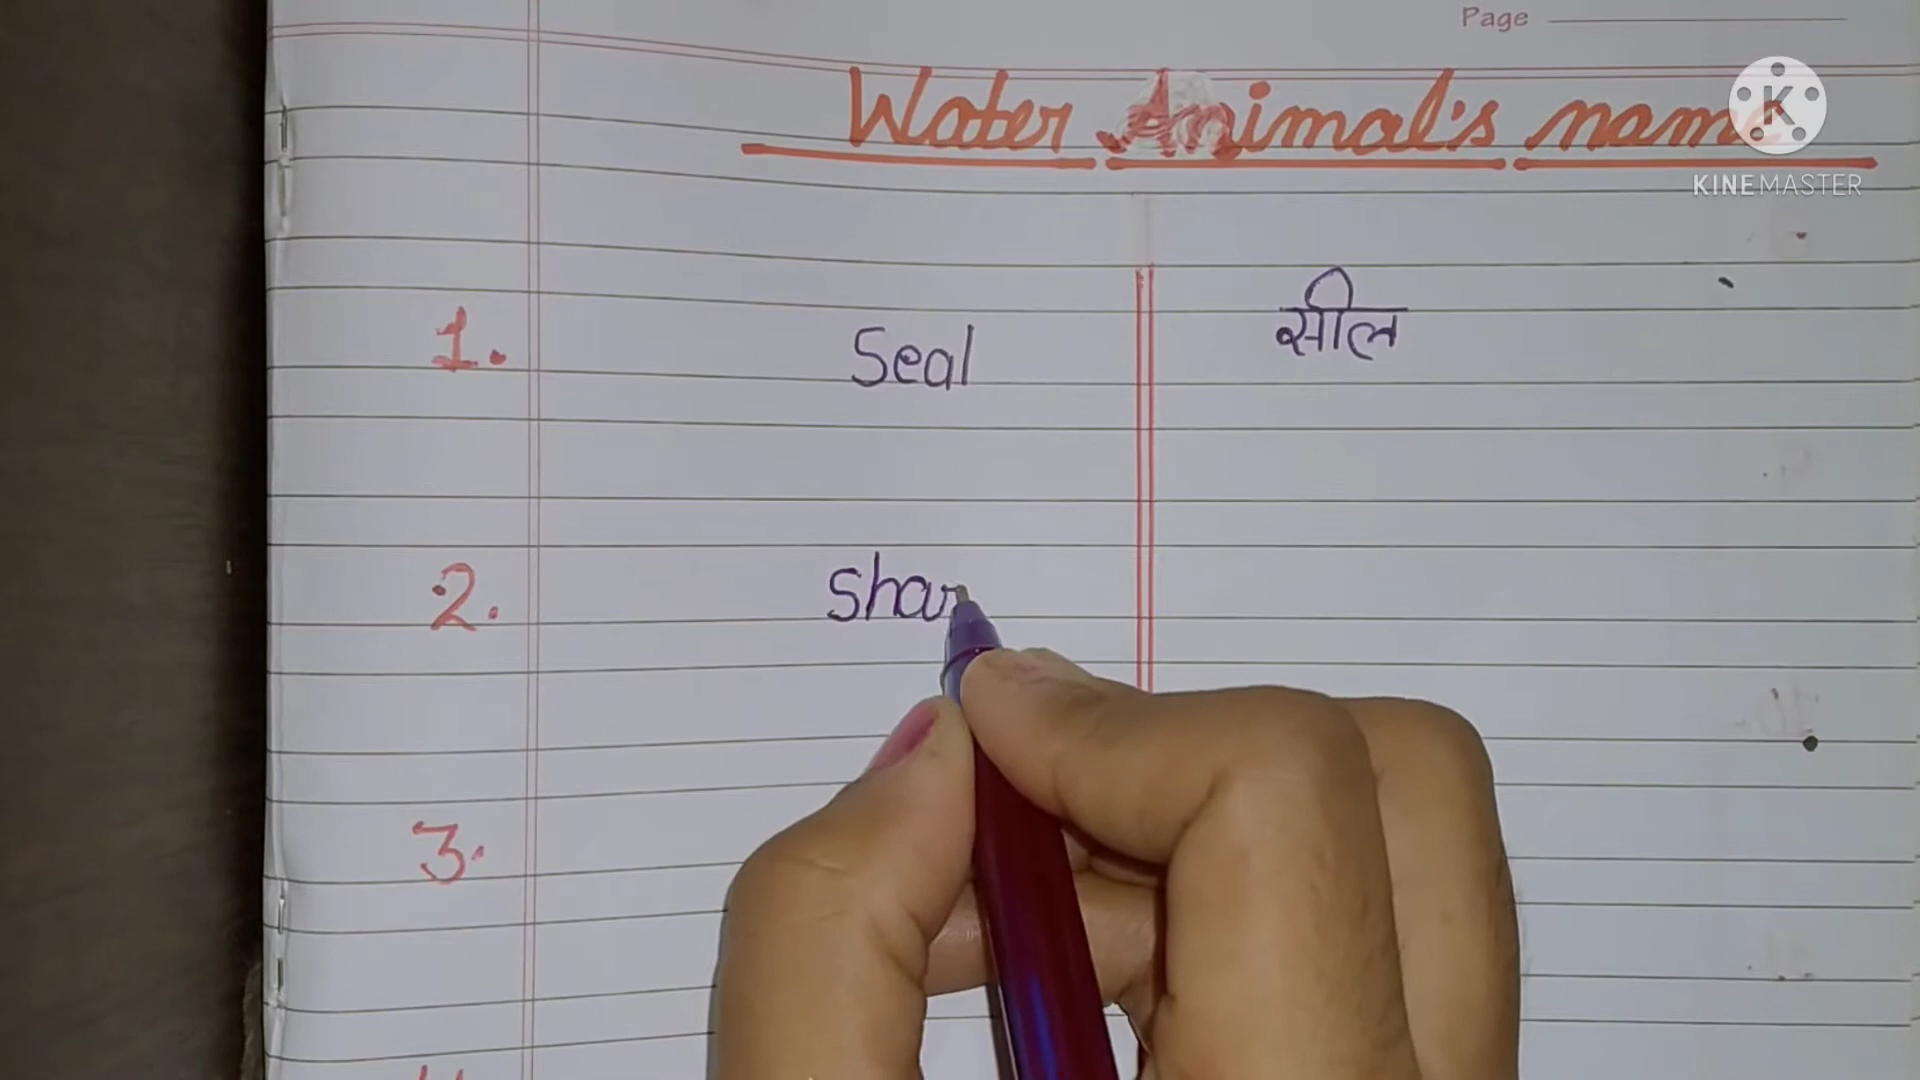 Page
Water Animal's name
KINEMASTER
1. Seal सील
2. Shar
3.